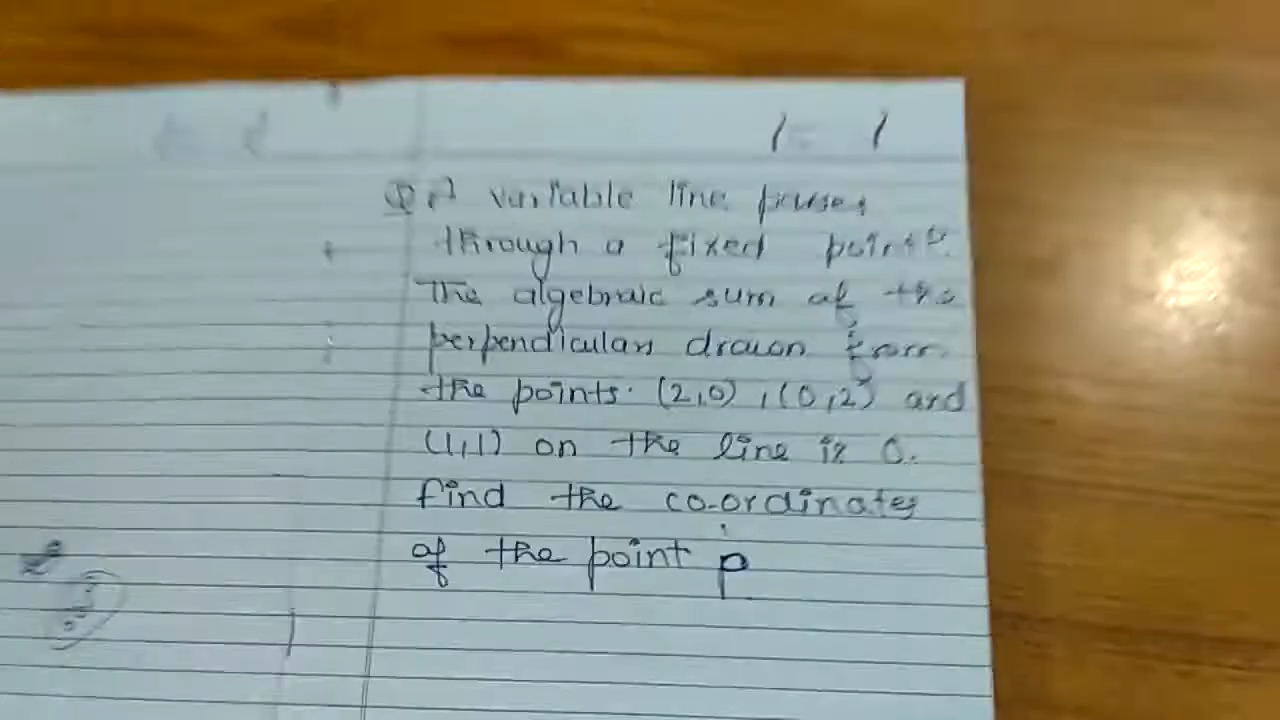 Q A variable line passes
through a fixed point P.
The algebraic sum of the
perpendiculars drawn from
the points. (2,0), (0,2) and
(1,1) on the line is 0.
Find the co-ordinates
of the point P